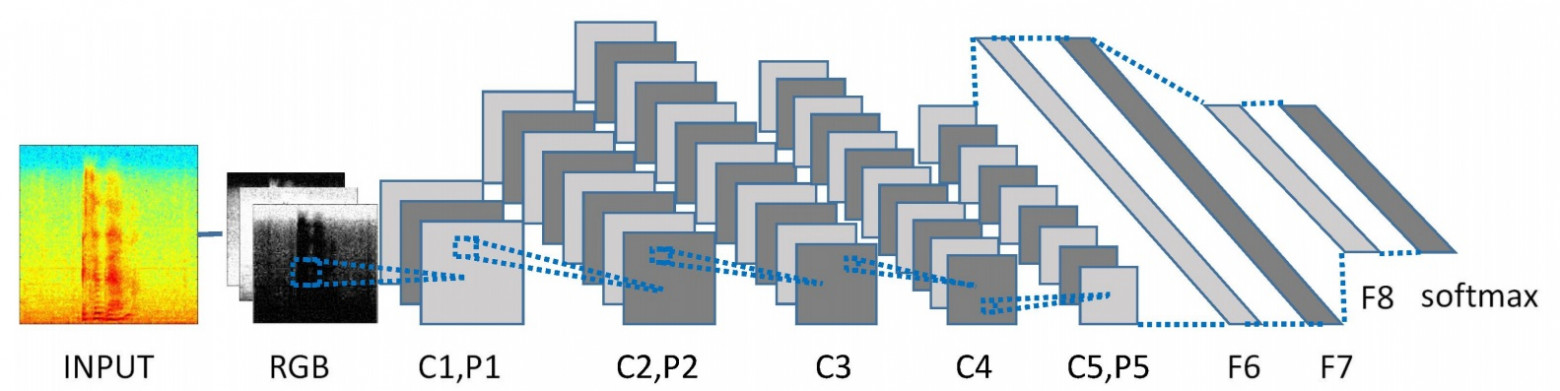 INPUT
RGB
C1,P1
C2,P2
C3
C4
C5,P5
F6
F7
F8
softmax